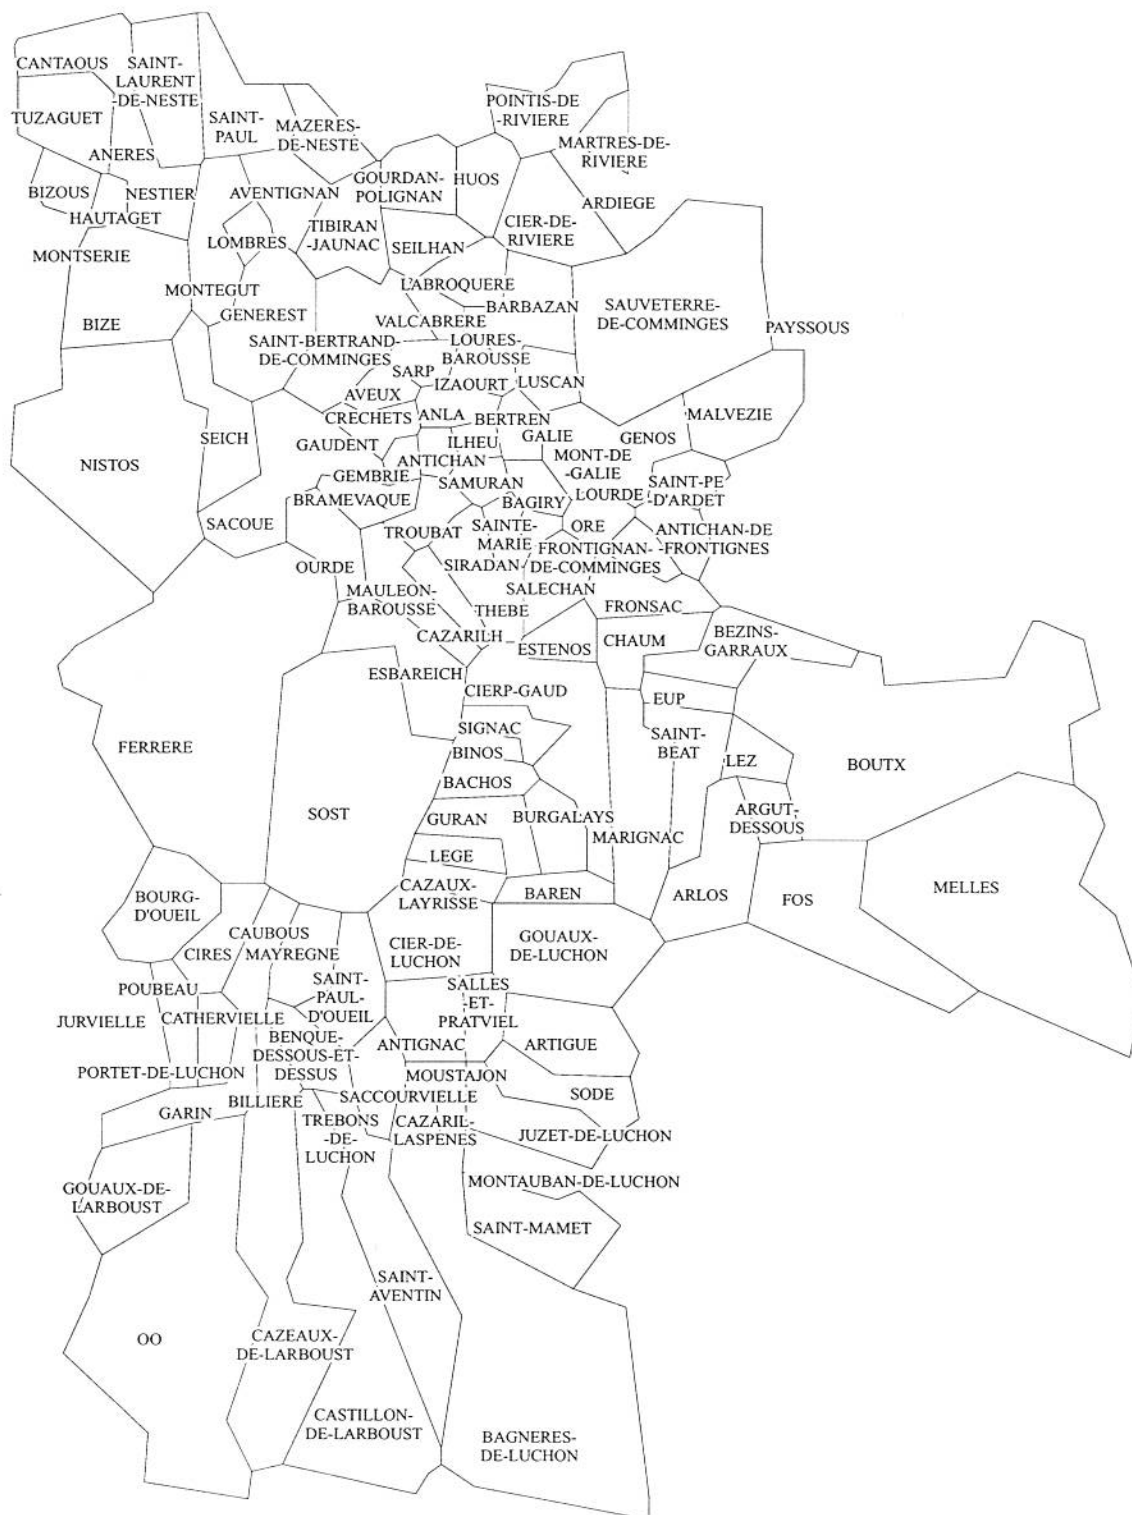 CANTAOUS
SAINT-
LAURENT
-DE-NESTE
TUZAGUET
SAINT-
PAUL
MAZERES-
DE-NESTE
POINTIS-DE
-RIVIERE
MARTRES-DE-
RIVIERE
ANERES
BIZOUS
NESTIER
HAUTAGET
AVENTIGNAN
GOURDAN-
POLIGNAN
HUOS
ARDIEGE
MONTSERIE
LOMBRES
TIBIRAN
-JAUNAC
SEILHAN
CIER-DE-
RIVIERE
MONTEGUT
LABROQUERE
BIZE
GENEREST
VALCABRERE
BARBAZAN
SAUVETERRE-
DE-COMMINGES
PAYSSOUS
SAINT-BERTRAND-
DE-COMMINGES
LOURES-
BAROUSSE
SARP
IZAOURT
LUSCAN
AVEUX
CRECHETS
ANLA
BERTREN
MALVEZIE
SEICH
GAUDENT
ILHEU
GALIE
GENOS
NISTOS
ANTICHAN
MONT-DE
-GALIE
GEMBRIE
SAMURAN
BRAMEVAQUE
BAGIRY
LOURDE
SAINT-PE
D'ARDET
SACOUE
TROUBAT
SAINTE-
MARIE
ORE
ANTICHAN-DE
-FRONTIGNES
FRONTIGNAN-
DE-COMMINGES
OURDE
SIRADAN
MAULEON-
BAROUSSE
SALECHAN
THEBE
FRONSAC
CAZARILH
ESTENOS
CHAUM
BEZINS-
GARRAUX
ESBAREICH
CIERP-GAUD
EUP
FERRERE
SIGNAC
SAINT-
BEAT
BINOS
LEZ
BOUTX
BACHOS
SOST
GURAN
BURGALAYS
MARIGNAC
ARGUT-
DESSOUS
LEGE
BOURG-
D'OUEIL
CAZAUX-
LAYRISSE
BAREN
ARLOS
FOS
MELLES
CAUBOUS
CIRES
MAYREGNE
CIER-DE-
LUCHON
GOUAUX-
DE-LUCHON
POUBEAU
SAINT-
PAUL-
D'OUEIL
SALLES
-ET-
PRATVIEL
JURVIELLE
CATHERVIELLE
BENQUE-
DESSOUS-ET-
DESSUS
ANTIGNAC
ARTIGUE
PORTET-DE-LUCHON
MOUSTAJON
SODE
BILLIERE
SACCOURVIELLE
GARIN
TREBONS
-DE-
LUCHON
CAZARIL-
LASPENES
JUZET-DE-LUCHON
GOUAUX-DE-
LARBOUST
MONTAUBAN-DE-LUCHON
SAINT-MAMET
SAINT-
AVENTIN
OO
CAZEAUX-
DE-LARBOUST
CASTILLON-
DE-LARBOUST
BAGNERES-
DE-LUCHON